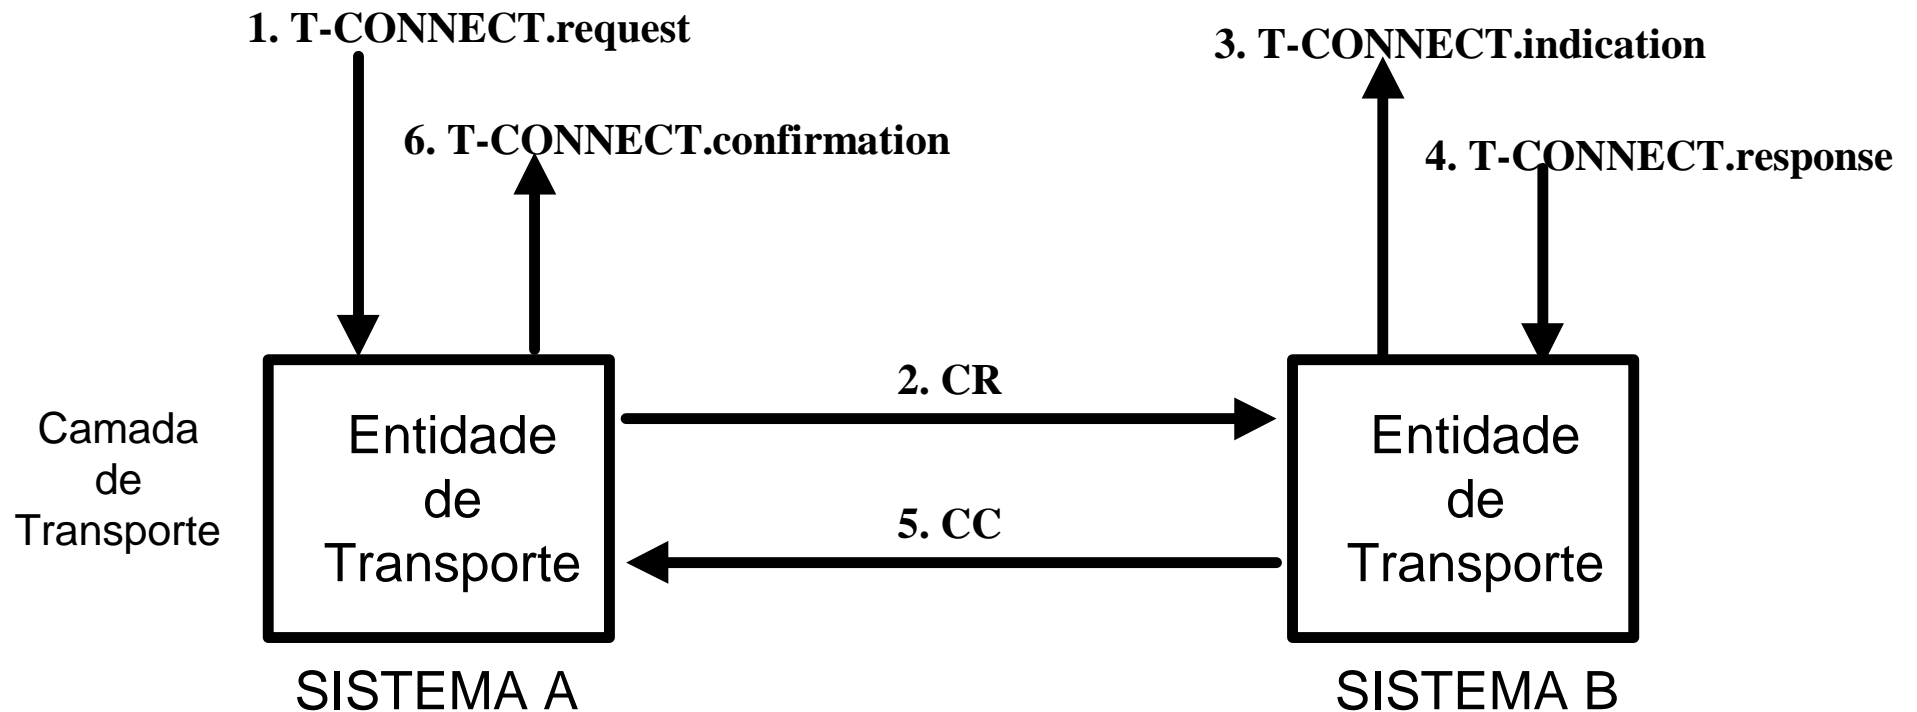 1. T-CONNECT.request
3. T-CONNECT.indication
6. T-CONNECT.confirmation
4. T-CONNECT.response
2. CR
Camada
de
Transporte
Entidade
de
Transporte
5. CC
Entidade
de
Transporte
SISTEMA A
SISTEMA B